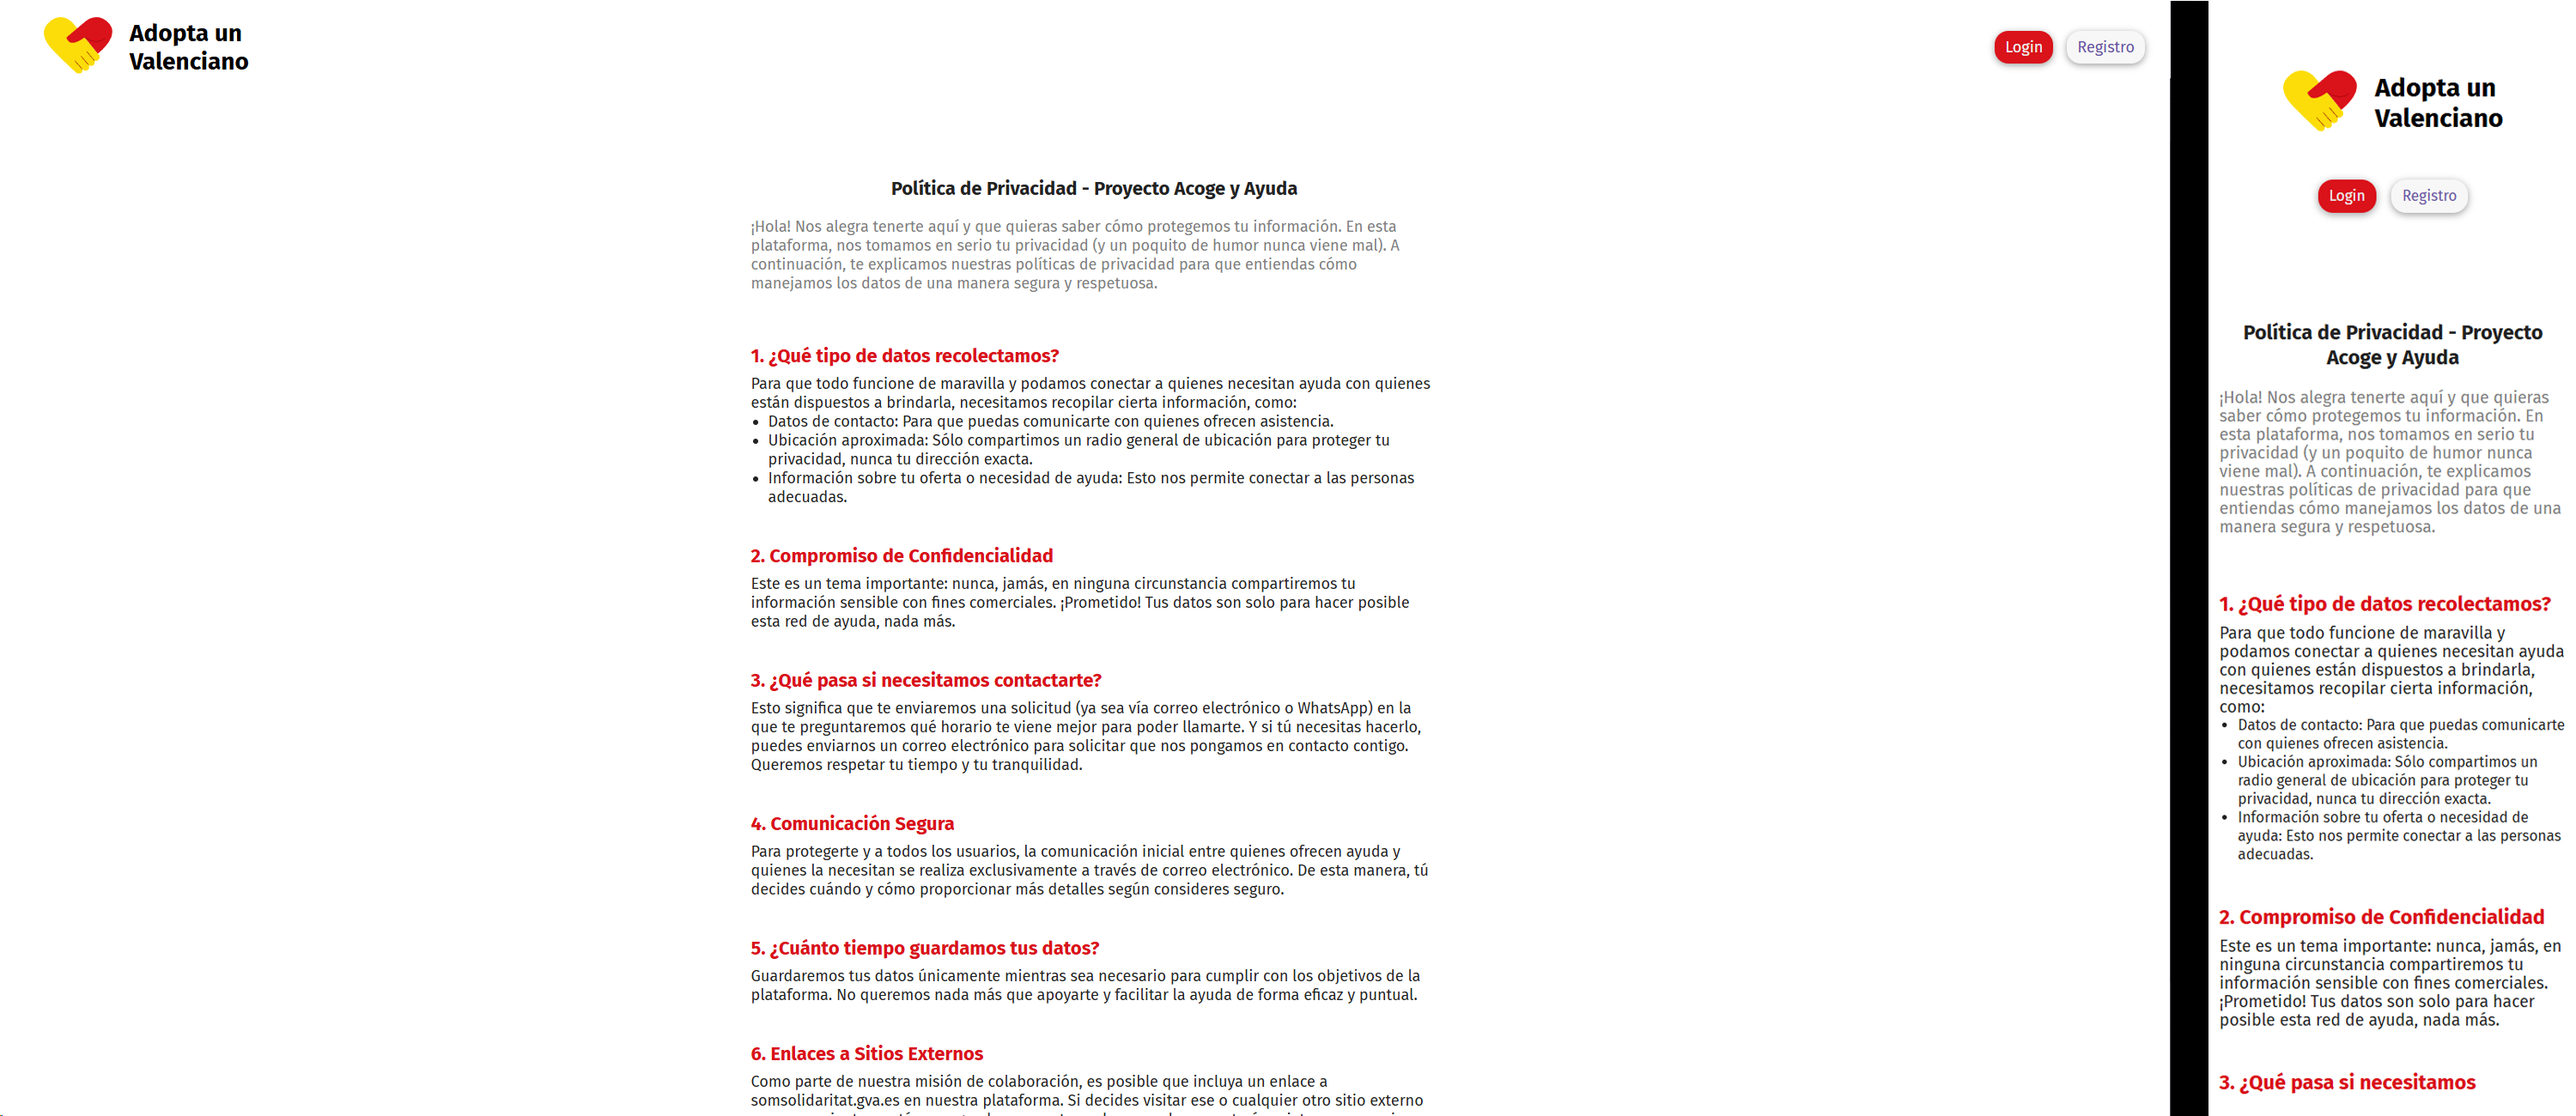 Adopta un
Valenciano
Login
Registro
Política de Privacidad - Proyecto Acoge y Ayuda
¡Hola! Nos alegra tenerte aquí y que quieras saber cómo protegemos tu información. En esta
plataforma, nos tomamos en serio tu privacidad (y un poquito de humor nunca viene mal). A
continuación, te explicamos nuestras políticas de privacidad para que entiendas cómo
manejamos los datos de una manera segura y respetuosa.
1. ¿Qué tipo de datos recolectamos?
Para que todo funcione de maravilla y podamos conectar a quienes necesitan ayuda con quienes
están dispuestos a brindarla, necesitamos recopilar cierta información, como:
• Datos de contacto: Para que puedas comunicarte con quienes ofrecen asistencia.
• Ubicación aproximada: Sólo compartimos un radio general de ubicación para proteger tu
privacidad, nunca tu dirección exacta.
• Información sobre tu oferta o necesidad de ayuda: Esto nos permite conectar a las personas
adecuadas.
2. Compromiso de Confidencialidad
Este es un tema importante: nunca, jamás, en ninguna circunstancia compartiremos tu
información sensible con fines comerciales. ¡Prometido! Tus datos son solo para hacer posible
esta red de ayuda, nada más.
3. ¿Qué pasa si necesitamos contactarte?
Esto significa que te enviaremos una solicitud (ya sea vía correo electrónico o WhatsApp) en la
que te preguntaremos qué horario te viene mejor para poder llamarte. Y si tú necesitas hacerlo,
puedes enviarnos un correo electrónico para solicitar que nos pongamos en contacto contigo.
Queremos respetar tu tiempo y tu tranquilidad.
4. Comunicación Segura
Para protegerte y a todos los usuarios, la comunicación inicial entre quienes ofrecen ayuda y
quienes la necesitan se realiza exclusivamente a través de correo electrónico. De esta manera, tú
decides cuándo y cómo proporcionar más detalles según consideres seguro.
5. ¿Cuánto tiempo guardamos tus datos?
Guardaremos tus datos únicamente mientras sea necesario para cumplir con los objetivos de la
plataforma. No queremos nada más que apoyarte y facilitar la ayuda de forma eficaz y puntual.
6. Enlaces a Sitios Externos
Como parte de nuestra misión de colaboración, es posible que incluya un enlace a
somsolidaritat.gva.es en nuestra plataforma. Si decides visitar ese o cualquier otro sitio externo
Adopta un
Valenciano
Login
Registro
Política de Privacidad - Proyecto
Acoge y Ayuda
¡Hola! Nos alegra tenerte aquí y que quieras
saber cómo protegemos tu información. En
esta plataforma, nos tomamos en serio tu
privacidad (y un poquito de humor nunca
viene mal). A continuación, te explicamos
nuestras políticas de privacidad para que
entiendas cómo manejamos los datos de una
manera segura y respetuosa.
1. ¿Qué tipo de datos recolectamos?
Para que todo funcione de maravilla y
podamos conectar a quienes necesitan ayuda
con quienes están dispuestos a brindarla,
necesitamos recopilar cierta información,
como:
• Datos de contacto: Para que puedas comunicarte
con quienes ofrecen asistencia.
• Ubicación aproximada: Sólo compartimos un
radio general de ubicación para proteger tu
privacidad, nunca tu dirección exacta.
• Información sobre tu oferta o necesidad de
ayuda: Esto nos permite conectar a las personas
adecuadas.
2. Compromiso de Confidencialidad
Este es un tema importante: nunca, jamás, en
ninguna circunstancia compartiremos tu
información sensible con fines comerciales.
¡Prometido! Tus datos son solo para hacer
posible esta red de ayuda, nada más.
3. ¿Qué pasa si necesitamos